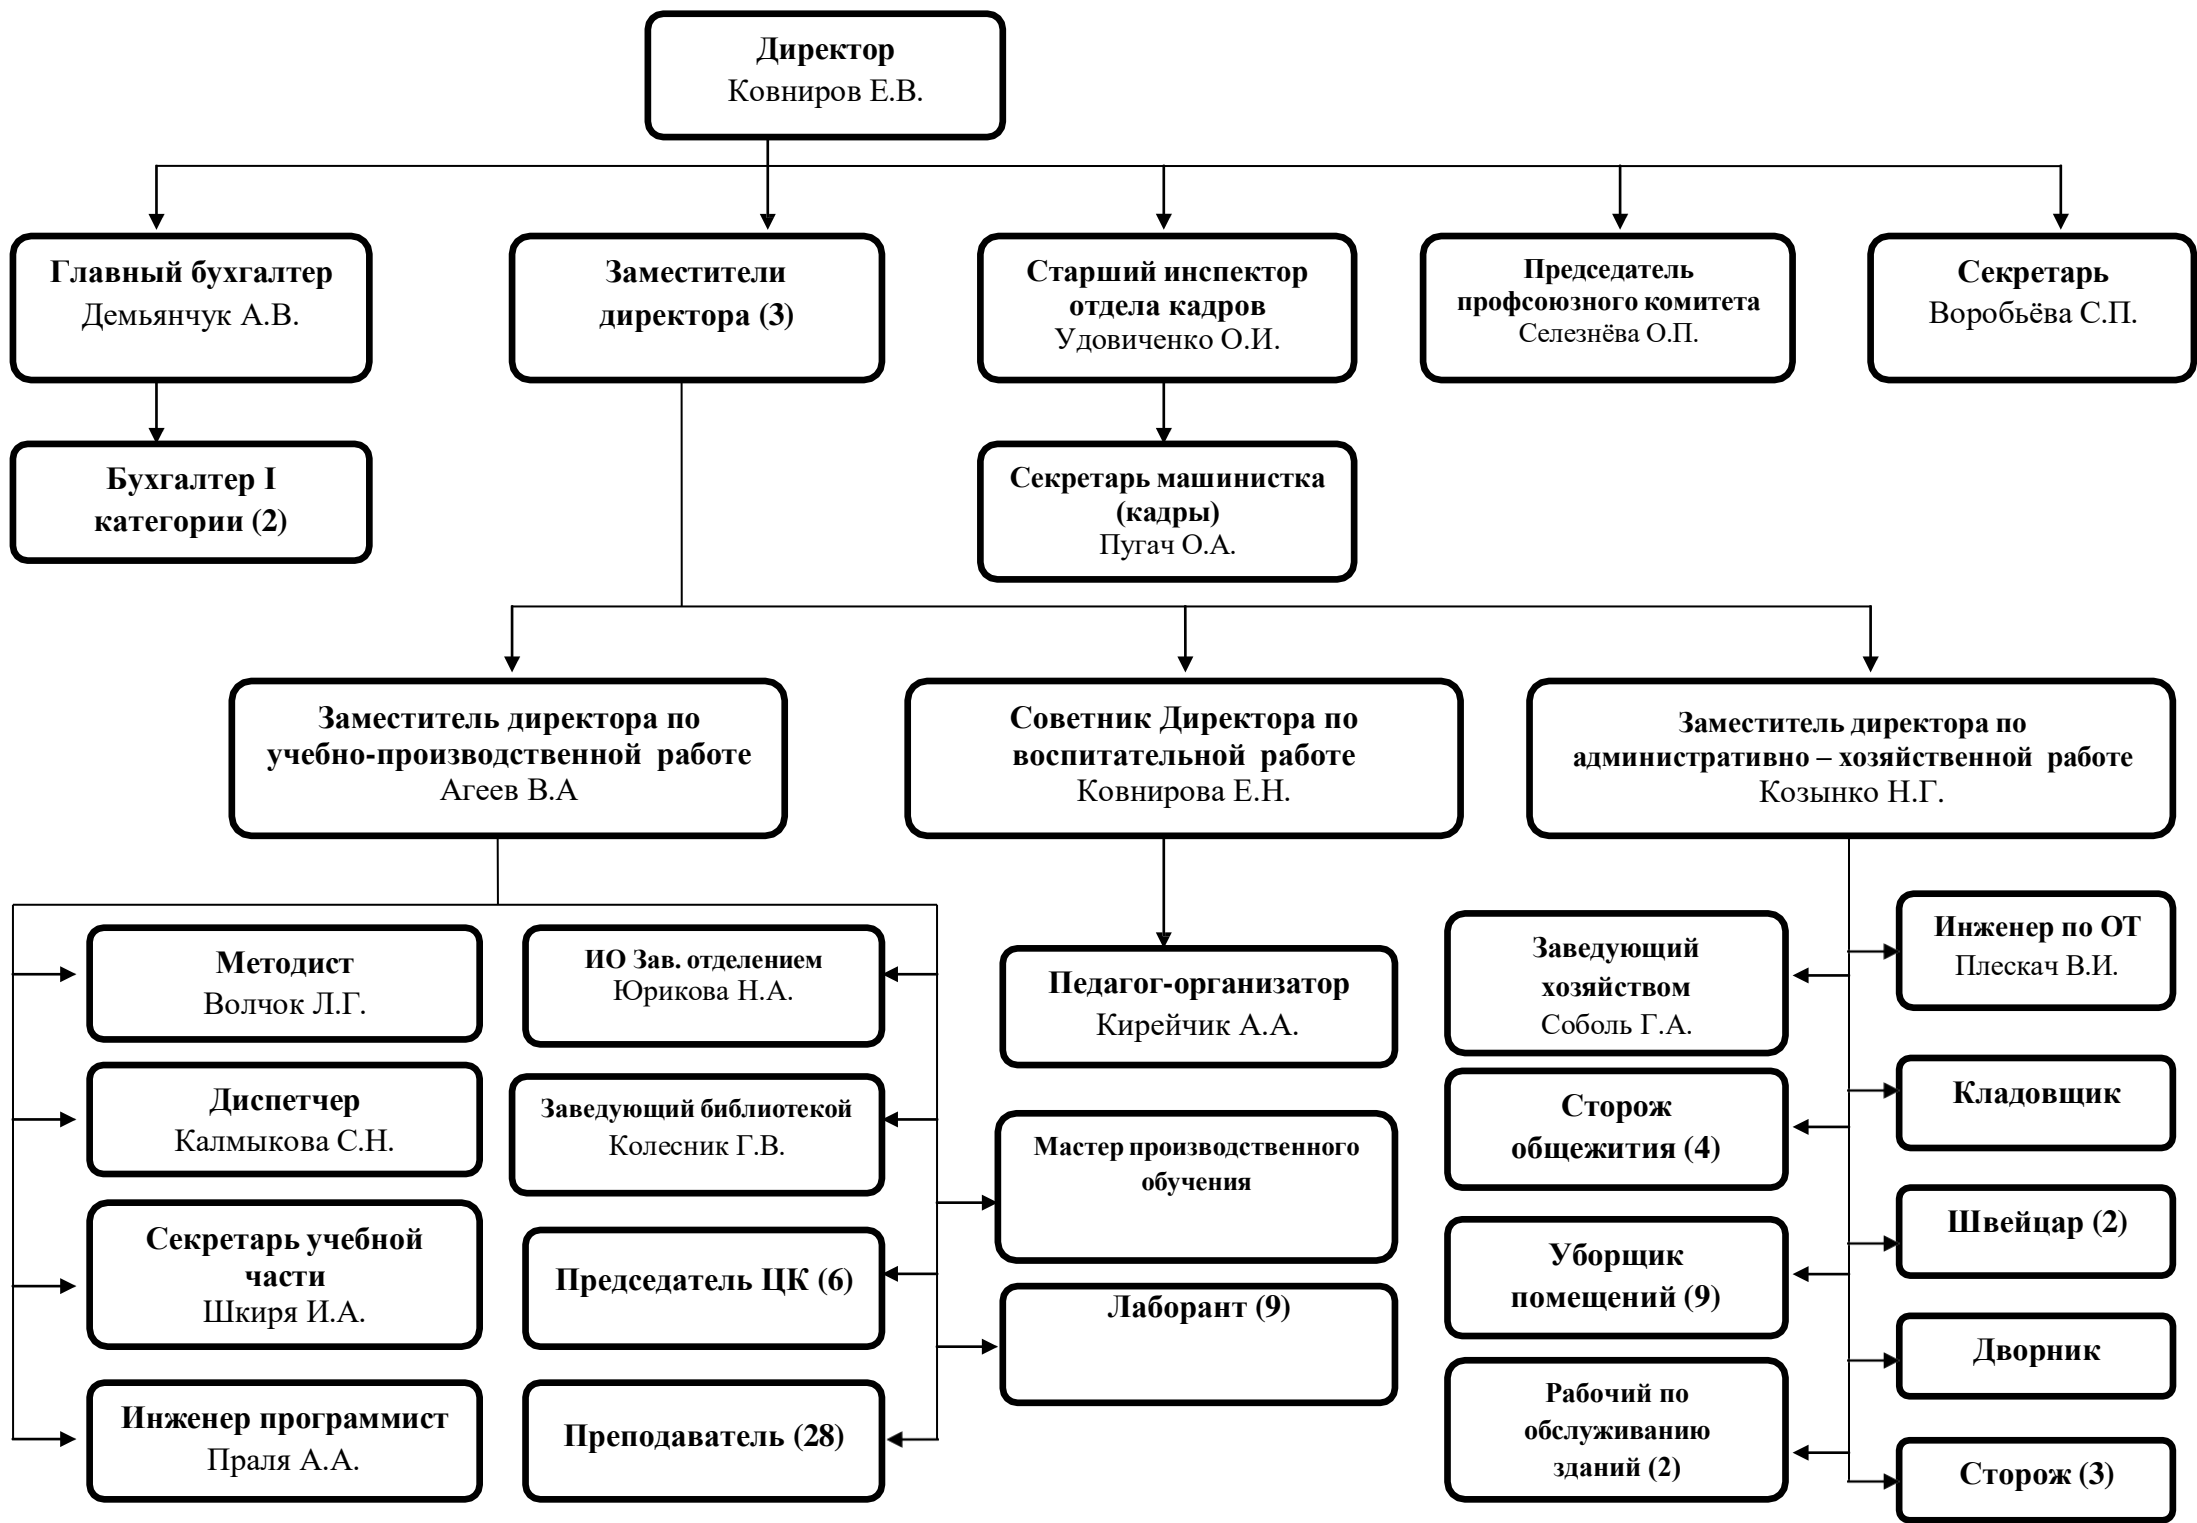 Директор
Ковниров Е.В.
Главный бухгалтер
Демьянчук А.В.
Заместители
директора (3)
Старший инспектор
отдела кадров
Удовиченко О.И.
Председатель
профсоюзного комитета
Селезнёва О.П.
Секретарь
Воробьёва С.П.
Бухгалтер I
категории (2)
Секретарь машинистка
(кадры)
Пугач О.А.
Заместитель директора по
учебно-производственной работе
Агеев В.А
Советник Директора по
воспитательной работе
Ковнирова Е.Н.
Заместитель директора по
административно – хозяйственной работе
Козынко Н.Г.
Методист
Волчок Л.Г.
Диспетчер
Калмыкова С.Н.
Секретарь учебной
части
Шкиря И.А.
Инженер программист
Праля А.А.
ИО Зав. отделением
Юрикова Н.А.
Заведующий библиотекой
Колесник Г.В.
Председатель ЦК (6)
Преподаватель (28)
Педагог-организатор
Кирейчик А.А.
Мастер производственного
обучения
Лаборант (9)
Заведующий
хозяйством
Соболь Г.А.
Сторож
общежития (4)
Уборщик
помещений (9)
Рабочий по
обслуживанию
зданий (2)
Инженер по ОТ
Плескач В.И.
Кладовщик
Швейцар (2)
Дворник
Сторож (3)